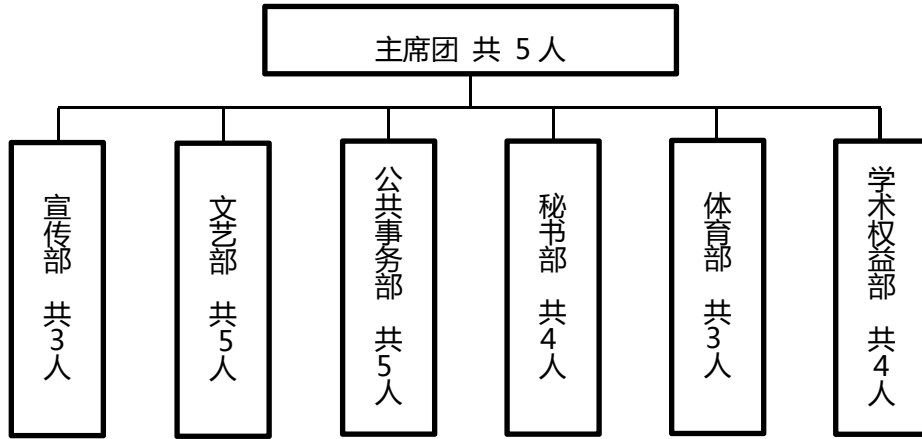 主席团 共 5 人
宣传部 共3人
文艺部 共5人
公共事务部 共5人
秘书部 共4人
体育部 共3人
学术权益部 共4人